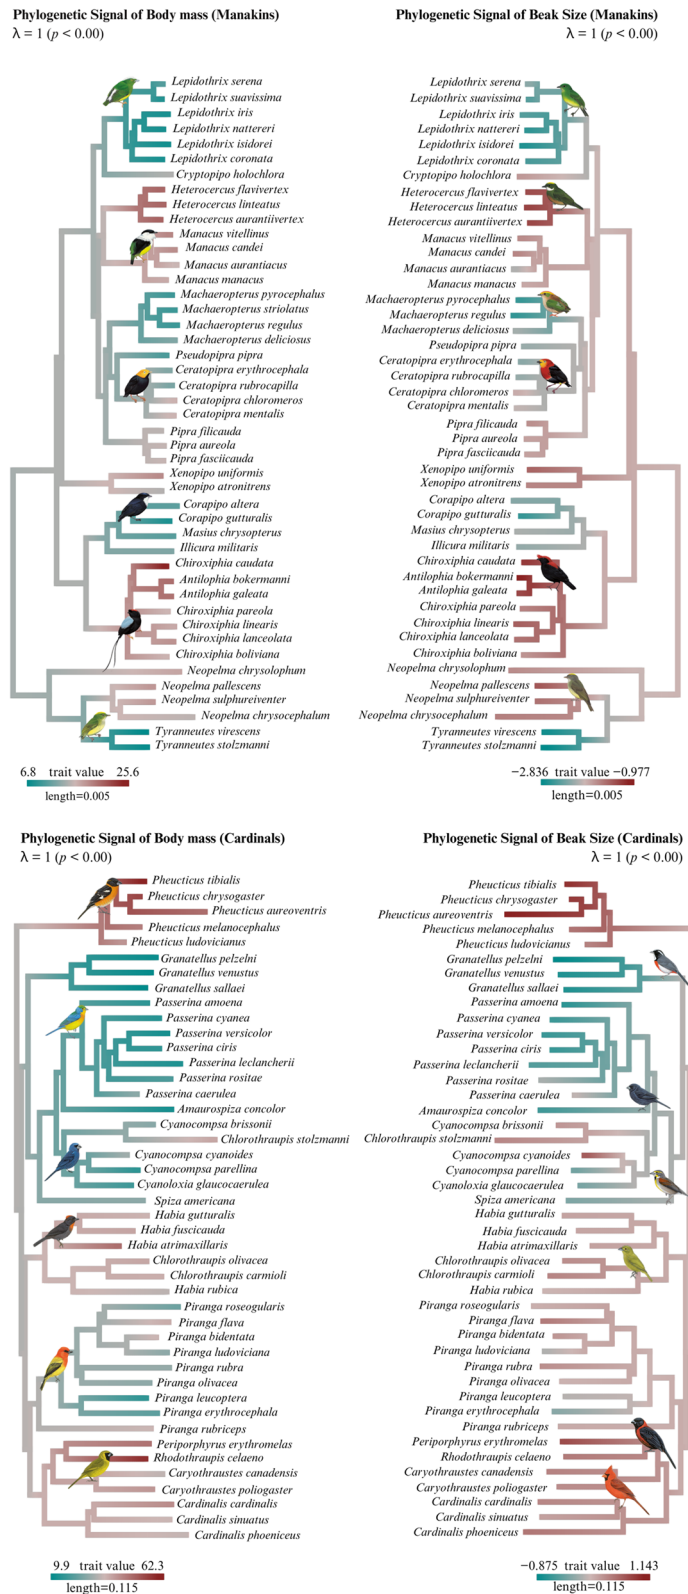 Phylogenetic Signal of Body mass (Manakins)
λ = 1 (p < 0.00)
Lepidothrix serena
Lepidothrix suavissima
Lepidothrix iris
Lepidothrix nattereri
Lepidothrix isidorei
Lepidothrix coronata
Cryptopipo holochlora
Heterocercus flavivertex
Heterocercus linteatus
Heterocercus aurantiivertex
Manacus vitellinus
Manacus candei
Manacus aurantiacus
Manacus manacus
Machaeropterus pyrocephalus
Machaeropterus striolatus
Machaeropterus regulus
Machaeropterus deliciosus
Pseudopipra pipra
Ceratopipra erythrocephala
Ceratopipra rubrocapilla
Ceratopipra chloromeros
Ceratopipra mentalis
Pipra filicauda
Pipra aureola
Pipra fasciicauda
Xenopipo uniformis
Xenopipo atronitrens
Corapipo altera
Corapipo gutturalis
Masius chrysopterus
Illicura militaris
Chiroxiphia caudata
Antilophia bokermanni
Antilophia galeata
Chiroxiphia pareola
Chiroxiphia linearis
Chiroxiphia lanceolata
Chiroxiphia boliviana
Neopelma chrysolophum
Neopelma pallescens
Neopelma sulphureiventer
Neopelma chrysocephalum
Tyranneutes virescens
Tyranneutes stolzmanni
6.8 trait value 25.6
length=0.005
Phylogenetic Signal of Beak Size (Manakins)
λ = 1 (p < 0.00)
Lepidothrix serena
Lepidothrix suavissima
Lepidothrix iris
Lepidothrix nattereri
Lepidothrix isidorei
Lepidothrix coronata
Cryptopipo holochlora
Heterocercus flavivertex
Heterocercus linteatus
Heterocercus aurantiivertex
Manacus vitellinus
Manacus candei
Manacus aurantiacus
Manacus manacus
Machaeropterus pyrocephalus
Machaeropterus regulus
Machaeropterus deliciosus
Pseudopipra pipra
Ceratopipra erythrocephala
Ceratopipra rubrocapilla
Ceratopipra chloromeros
Ceratopipra mentalis
Pipra filicauda
Pipra aureola
Pipra fasciicauda
Xenopipo uniformis
Xenopipo atronitrens
Corapipo altera
Corapipo gutturalis
Masius chrysopterus
Illicura militaris
Chiroxiphia caudata
Antilophia bokermanni
Antilophia galeata
Chiroxiphia pareola
Chiroxiphia linearis
Chiroxiphia lanceolata
Chiroxiphia boliviana
Neopelma chrysolophum
Neopelma pallescens
Neopelma sulphureiventer
Neopelma chrysocephalum
Tyranneutes virescens
Tyranneutes stolzmanni
−2.836 trait value −0.977
length=0.005
Phylogenetic Signal of Body mass (Cardinals)
λ = 1 (p < 0.00)
Pheucticus tibialis
Pheucticus chrysogaster
Pheucticus aureoventris
Pheucticus melanocephalus
Pheucticus ludovicianus
Granatellus pelzelni
Granatellus venustus
Granatellus sallaei
Passerina amoena
Passerina cyanea
Passerina versicolor
Passerina ciris
Passerina leclancherii
Passerina rositae
Passerina caerulea
Amaurospiza concolor
Cyanocompsa brissonii
Chlorothraupis stolzmanni
Cyanocompsa cyanoides
Cyanocompsa parellina
Cyanoloxia glaucocaerulea
Spiza americana
Habia gutturalis
Habia fuscicauda
Habia atrimaxillaris
Chlorothraupis olivacea
Chlorothraupis carmioli
Habia rubica
Piranga roseogularis
Piranga flava
Piranga bidentata
Piranga ludoviciana
Piranga rubra
Piranga olivacea
Piranga leucoptera
Piranga erythrocephala
Piranga rubriceps
Periporphyrus erythromelas
Rhodothraupis celaeno
Caryothraustes canadensis
Caryothraustes poliogaster
Cardinalis cardinalis
Cardinalis sinuatus
Cardinalis phoeniceus
9.9 trait value 62.3
length=0.115
Phylogenetic Signal of Beak Size (Cardinals)
λ = 1 (p < 0.00)
Pheucticus tibialis
Pheucticus chrysogaster
Pheucticus aureoventris
Pheucticus melanocephalus
Pheucticus ludovicianus
Granatellus pelzelni
Granatellus venustus
Granatellus sallaei
Passerina amoena
Passerina cyanea
Passerina versicolor
Passerina ciris
Passerina leclancherii
Passerina rositae
Passerina caerulea
Amaurospiza concolor
Cyanocompsa brissonii
Chlorothraupis stolzmanni
Cyanocompsa cyanoides
Cyanocompsa parellina
Cyanoloxia glaucocaerulea
Spiza americana
Habia gutturalis
Habia fuscicauda
Habia atrimaxillaris
Chlorothraupis olivacea
Chlorothraupis carmioli
Habia rubica
Piranga roseogularis
Piranga flava
Piranga bidentata
Piranga ludoviciana
Piranga rubra
Piranga olivacea
Piranga leucoptera
Piranga erythrocephala
Piranga rubriceps
Periporphyrus erythromelas
Rhodothraupis celaeno
Caryothraustes canadensis
Caryothraustes poliogaster
Cardinalis cardinalis
Cardinalis sinuatus
Cardinalis phoeniceus
−0.875 trait value 1.143
length=0.115